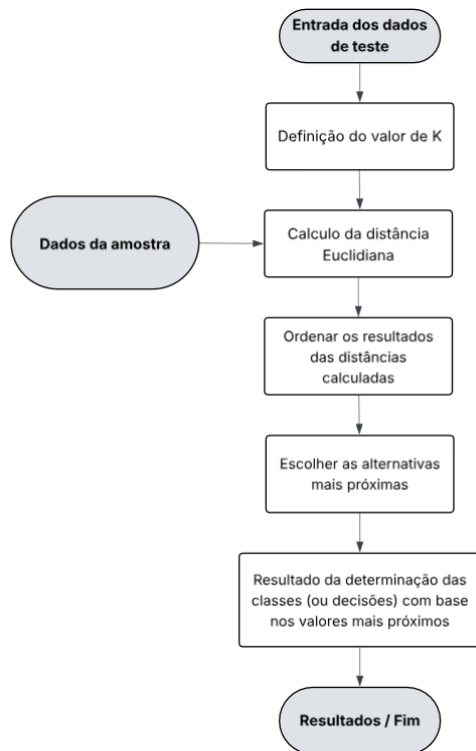 Entrada dos dados
de teste
Definição do valor de K
Dados da amostra
Calculo da distância
Euclidiana
Ordenar os resultados
das distâncias
calculadas
Escolher as alternativas
mais próximas
Resultado da determinação das
classes (ou decisões) com base
nos valores mais próximos
Resultados / Fim